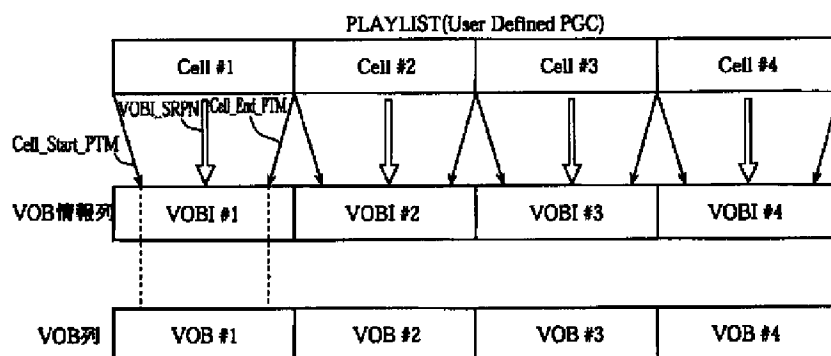 PLAYLIST(User Defined PGC)
Cell #1 Cell #2 Cell #3 Cell #4
VOBI_SRPN Cell_End_PTM
Cell_Start_PTM
VOB情報列 VOBI #1 VOBI #2 VOBI #3 VOBI #4
VOB列 VOB #1 VOB #2 VOB #3 VOB #4